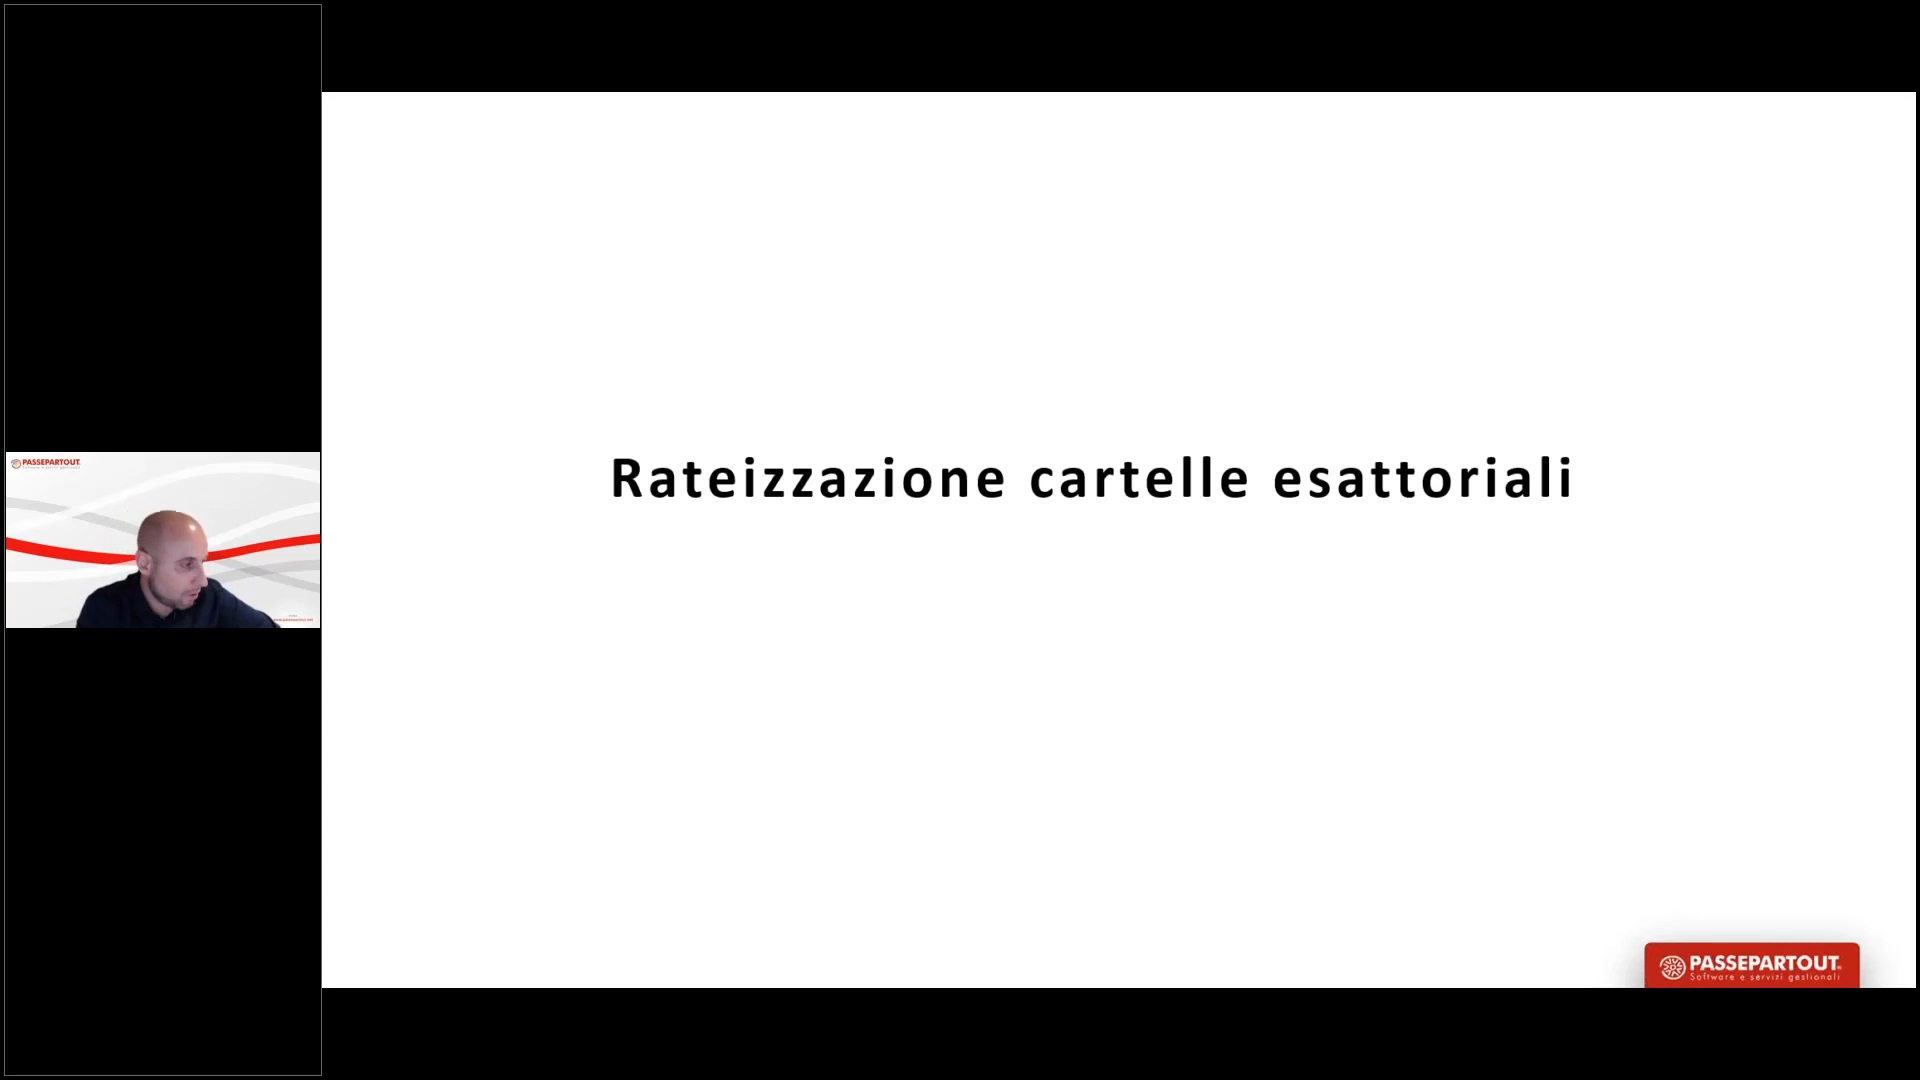 PASSEPARTOUT
Rateizzazione cartelle esattoriali
PASSEPARTOUT
Software e servizi gestionali